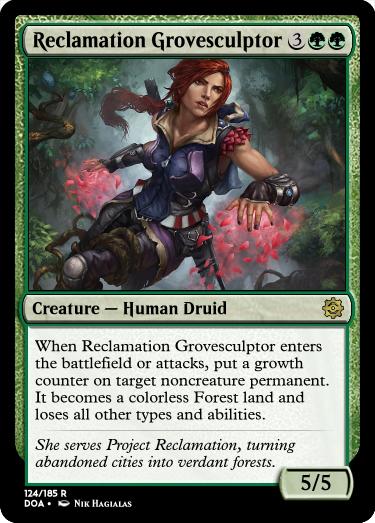 Reclamation Grovesculptor 3
Creature — Human Druid
When Reclamation Grovesculptor enters
the battlefield or attacks, put a growth
counter on target noncreature permanent.
It becomes a colorless Forest land and
loses all other types and abilities.
She serves Project Reclamation, turning
abandoned cities into verdant forests.
5/5
124/185 R
DOA • Nik Hagialas